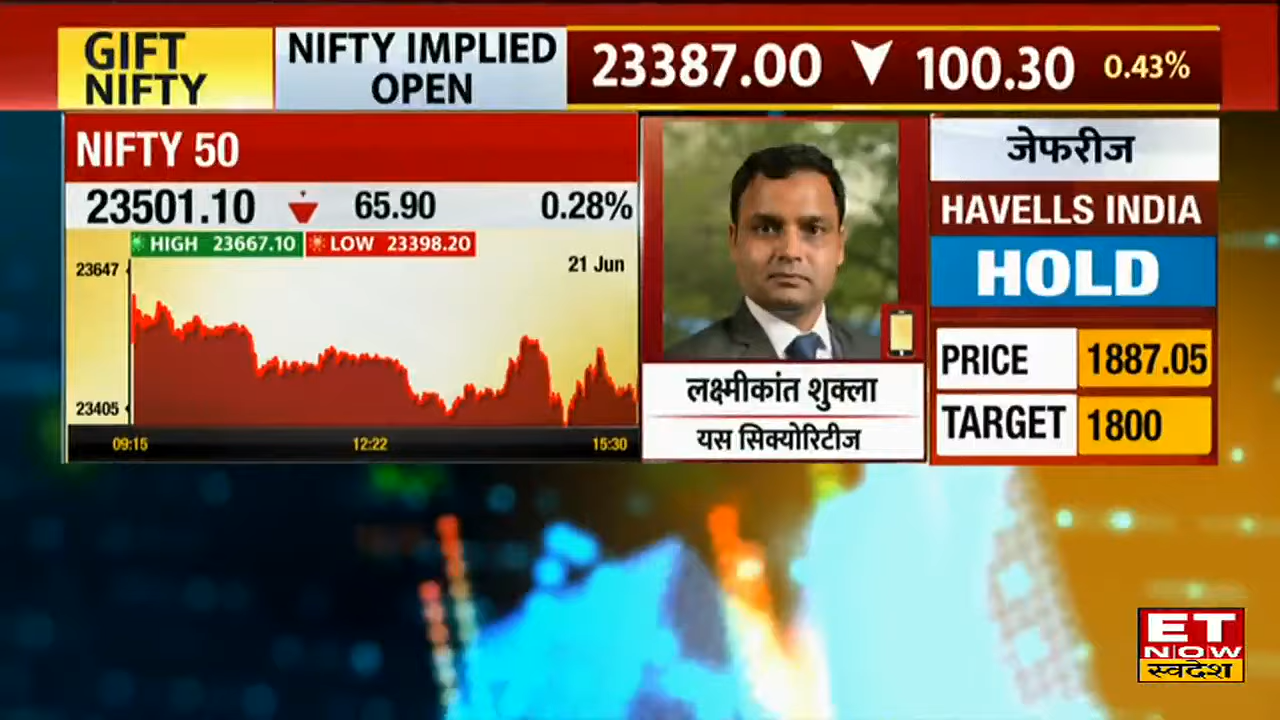 GIFT
NIFTY
NIFTY IMPLIED
OPEN
23387.00 100.30 0.43%
NIFTY 50
23501.10 65.90 0.28%
HIGH 23667.10 LOW 23398.20
21 Jun
23647
23405
09:15 12:22 15:30
लक्ष्मीकांत शुक्ला
यस सिक्योरिटीज
जेफरीज
HAVELLS INDIA
HOLD
PRICE 1887.05
TARGET 1800
ET
NOW
स्वदेश